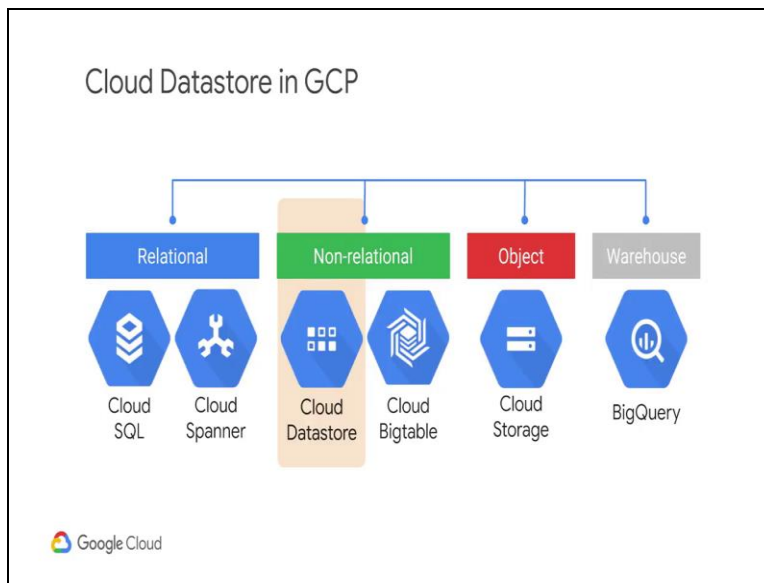 Cloud Datastore in GCP
Relational
Non-relational
Object
Warehouse
Cloud
SQL
Cloud
Spanner
Cloud
Datastore
Cloud
Bigtable
Cloud
Storage
BigQuery
Google Cloud